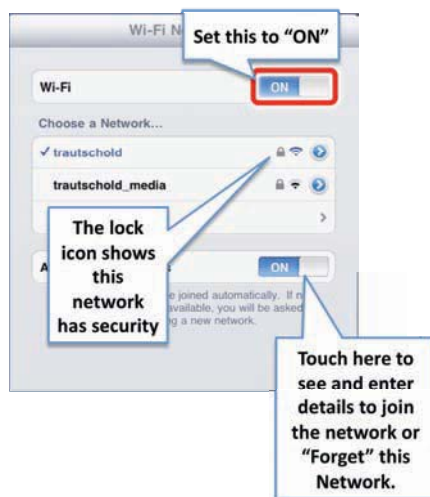 Wi-Fi N
Set this to “ON”
Wi-Fi
ON
Choose a Network...
✓ trautschold
trautschold_media
The lock
icon shows
this
network
has security
A
s
ON
e joined automatically. If n
available, you will be asked
g a new network.
Touch here to
see and enter
details to join
the network or
“Forget” this
Network.